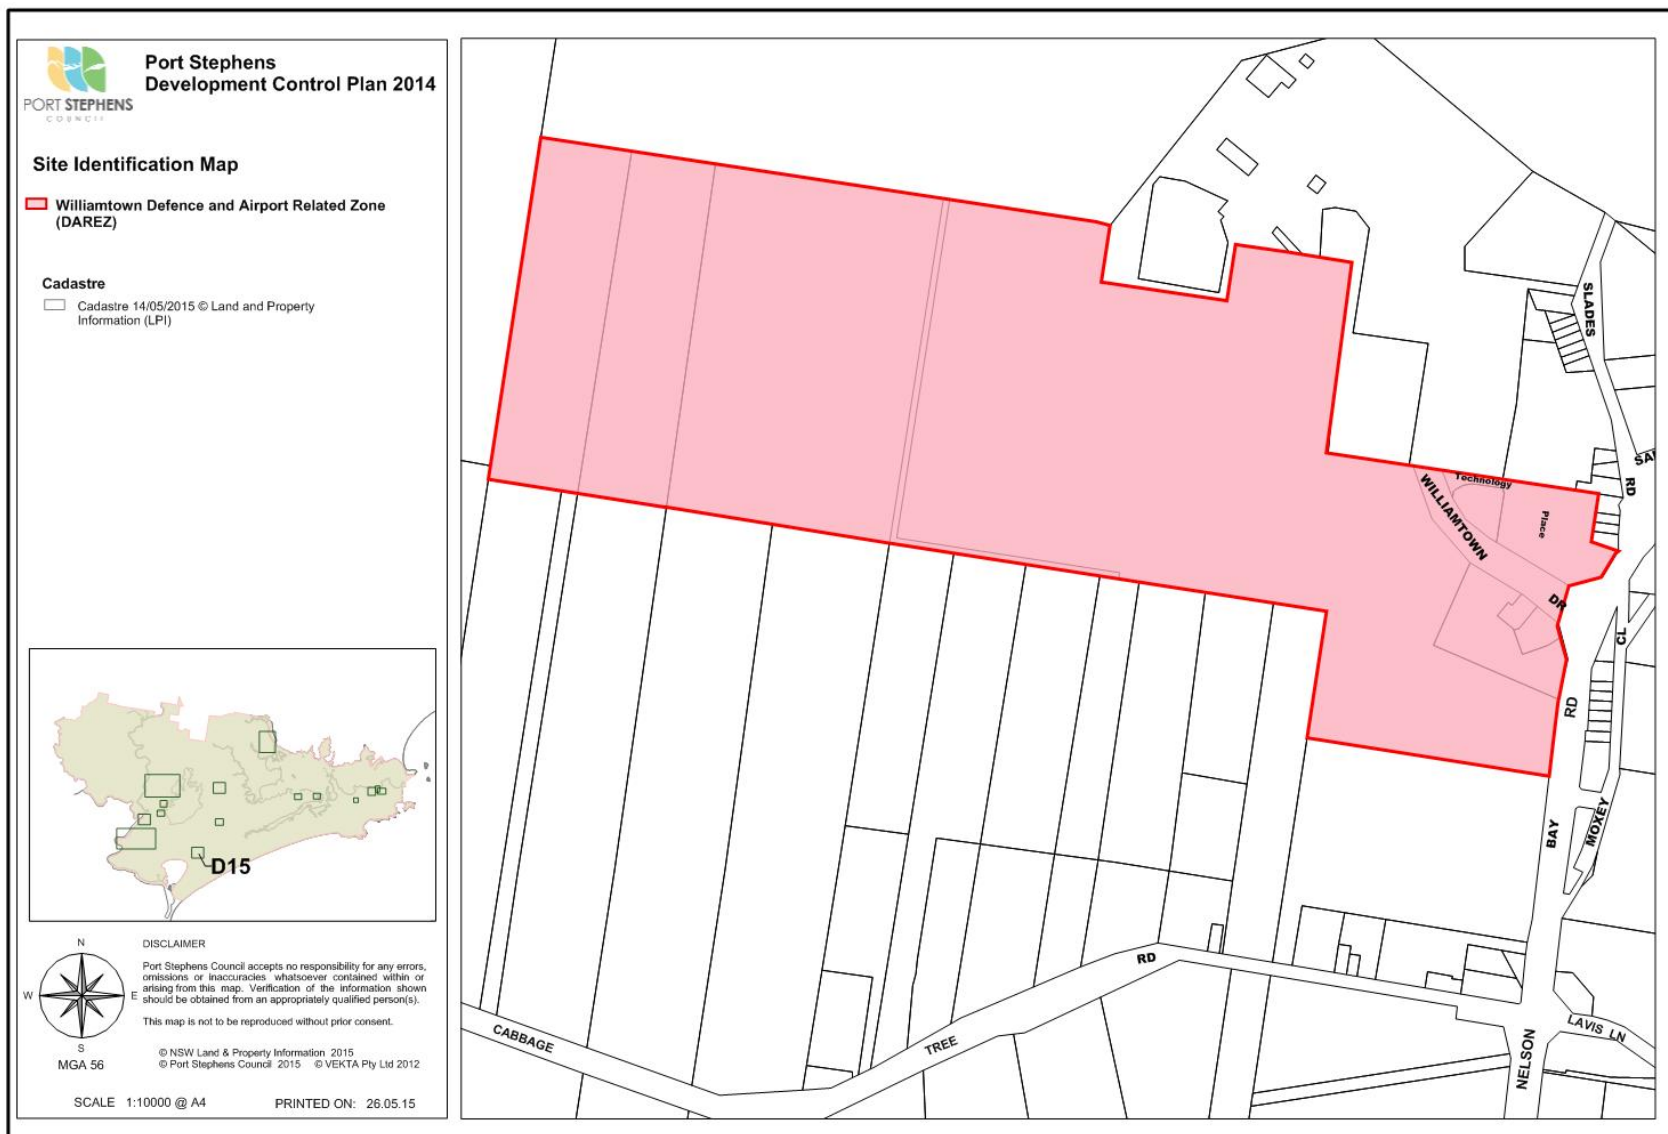 PORT STEPHENS
COUNCIL
Port Stephens
Development Control Plan 2014
Site Identification Map
Williamtown Defence and Airport Related Zone
(DAREZ)
Cadastre
Cadastre 14/05/2015 © Land and Property
Information (LPI)
D15
N
W
E
S
MGA 56
DISCLAIMER
Port Stephens Council accepts no responsibility for any errors,
omissions or inaccuracies whatsoever contained within or
arising from this map. Verification of the information shown
should be obtained from an appropriately qualified person(s).
This map is not to be reproduced without prior consent.
© NSW Land & Property Information 2015
© Port Stephens Council 2015 © VEKTA Pty Ltd 2012
SCALE 1:10000 @ A4
PRINTED ON: 26.05.15
SLADES
RD
SAL
Technology
Place
WILLIAMTOWN
DR
CL
MOXEY
RD
BAY
NELSON
LAVIS LN
CABBAGE
TREE
RD